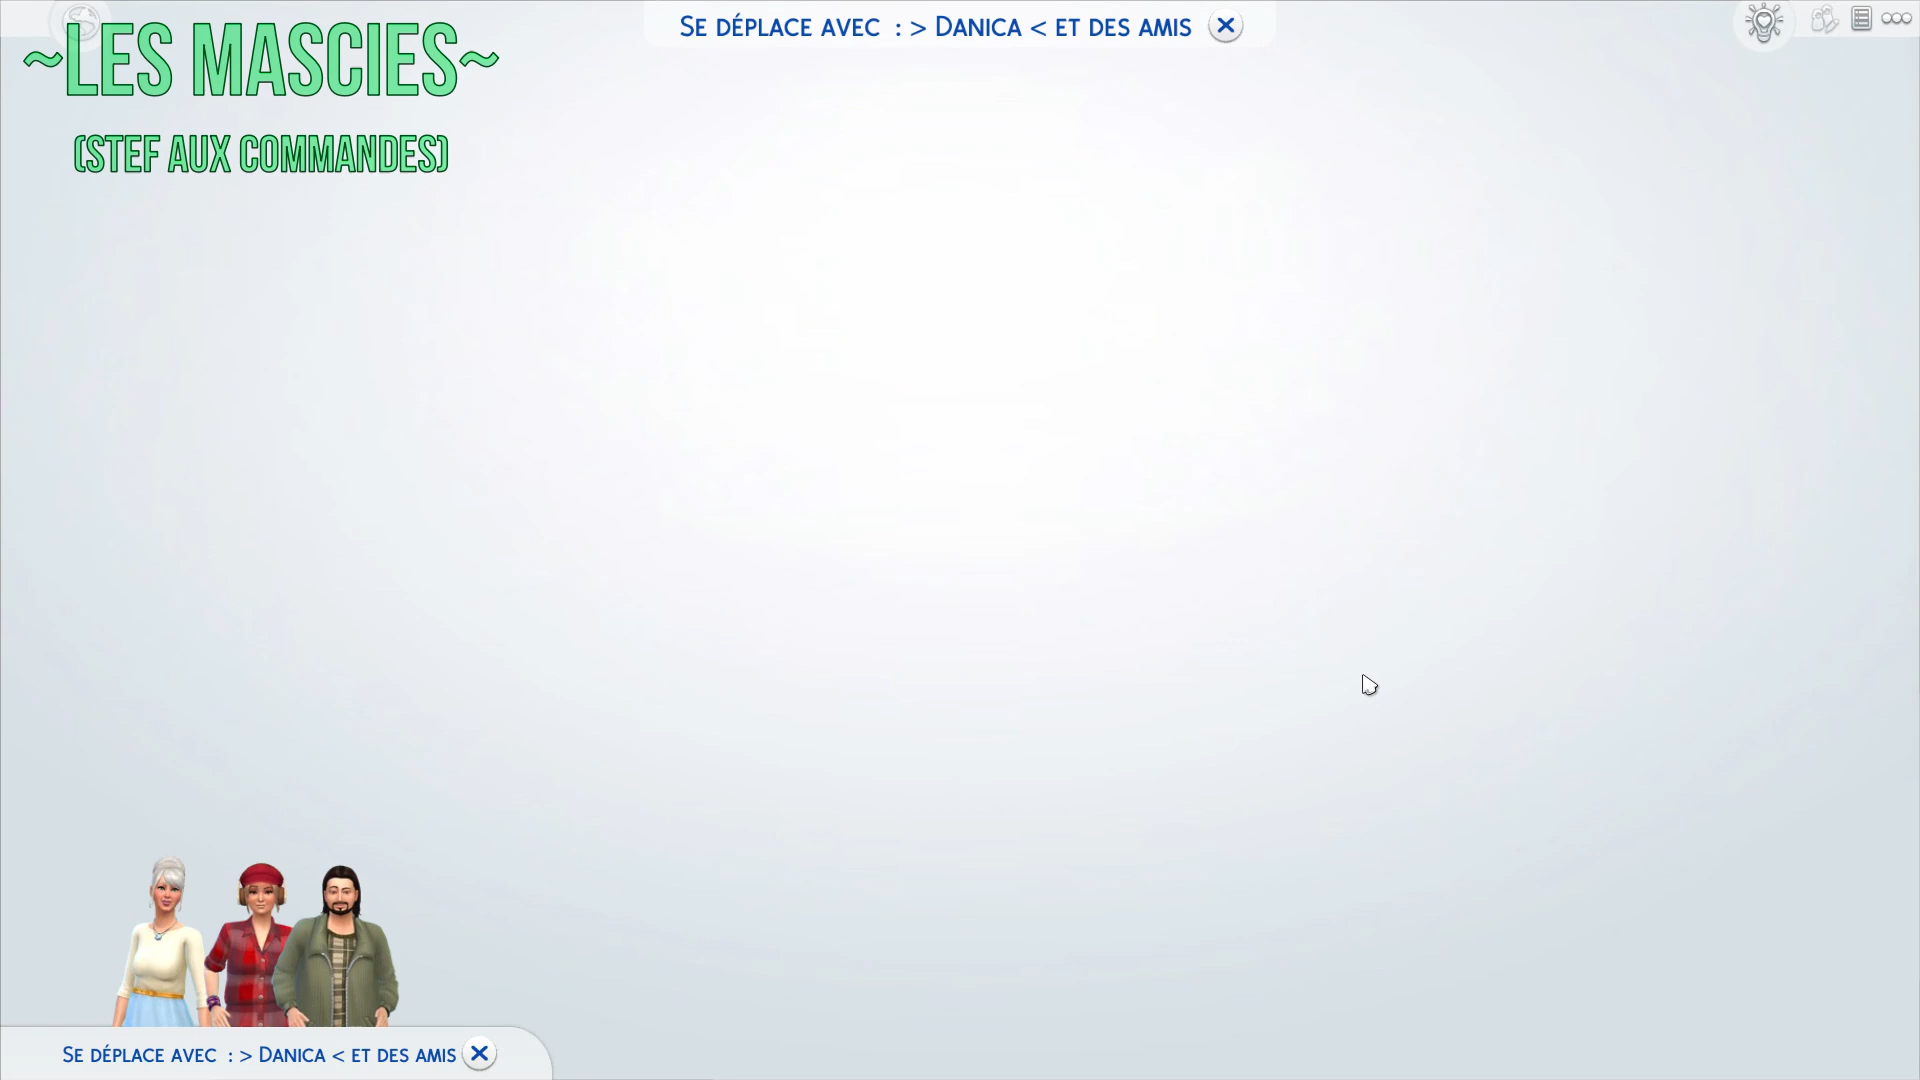 ~LES MASCIES~
(STEF AUX COMMANDES)
Se déplace avec : > Danica < et des amis
Se déplace avec : > Danica < et des amis